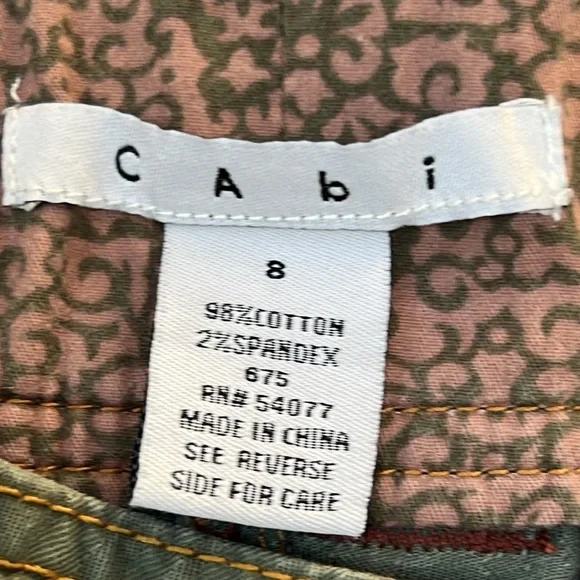 CAbi
8
98%COTTON
2%SPANDEX
675
RN# 54077
MADE IN CHINA
SEE REVERSE
SIDE FOR CARE